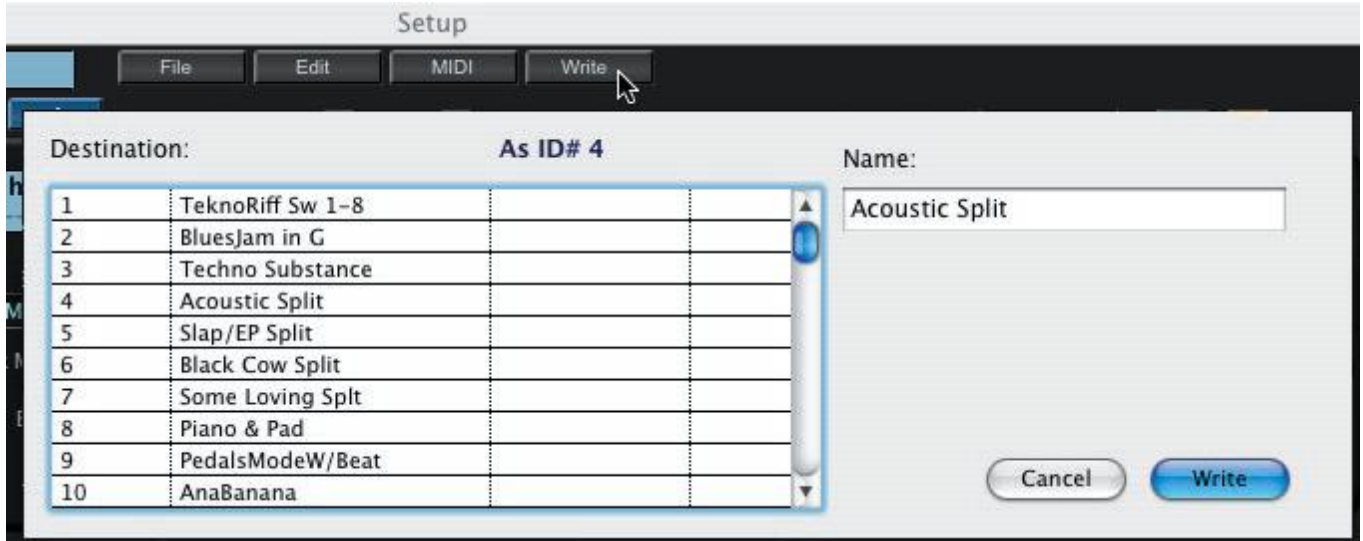 Setup
File Edit MIDI Write
Destination: As ID# 4 Name:
1 TeknoRiff Sw 1-8 Acoustic Split
2 BluesJam in G
3 Techno Substance
4 Acoustic Split
5 Slap/EP Split
6 Black Cow Split
7 Some Loving Splt
8 Piano & Pad
9 PedalsModeW/Beat
10 AnaBanana
Cancel Write